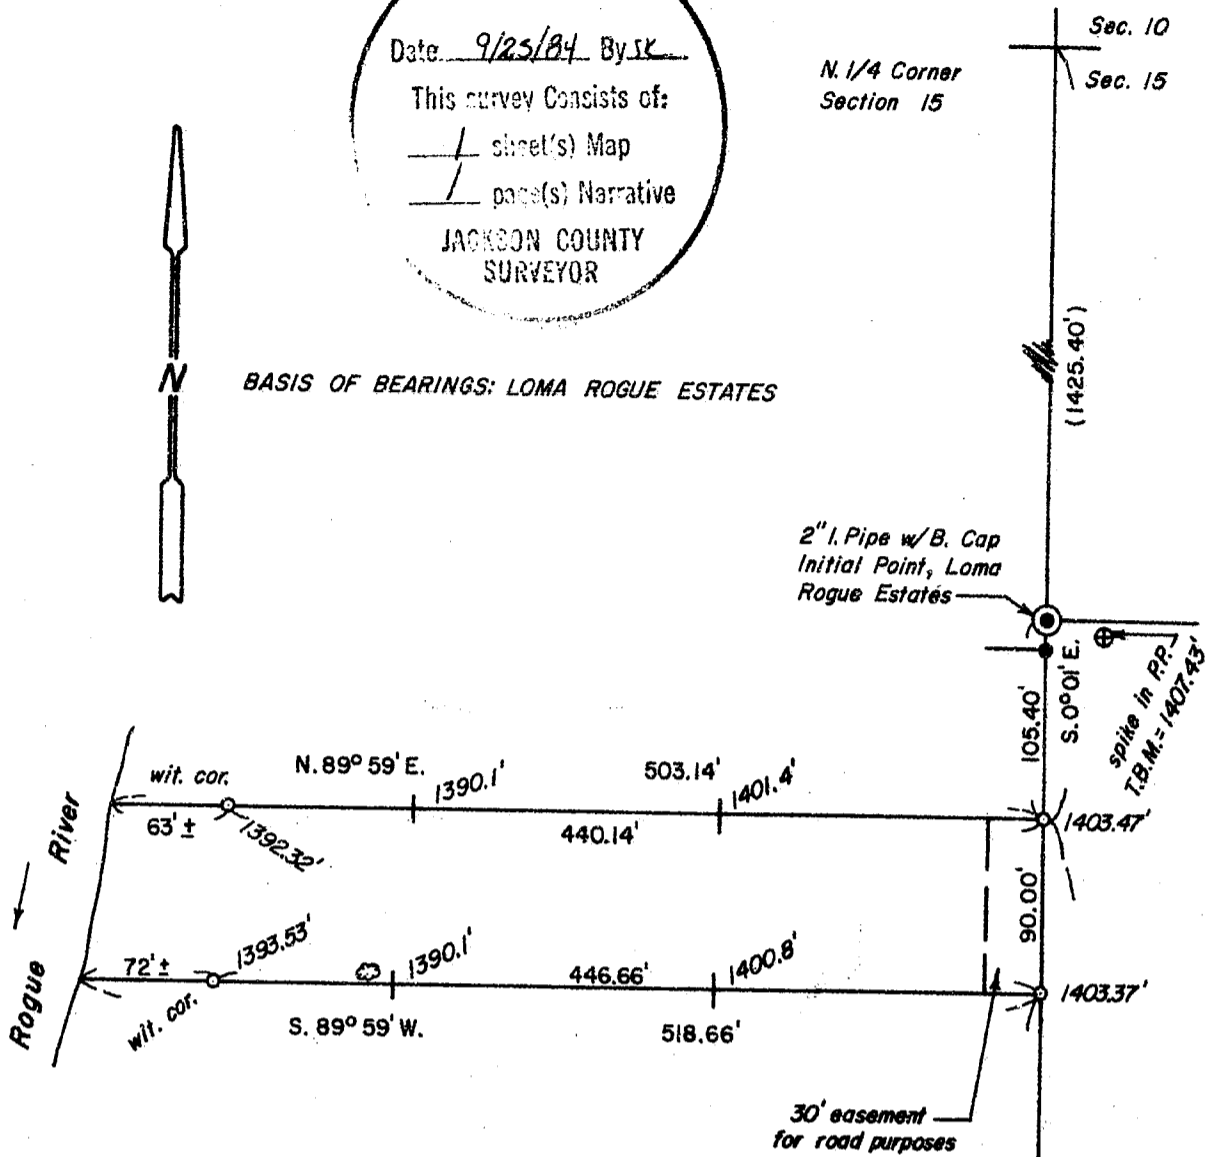 Date 9/25/84 By SK
This survey Consists of:
1 sheet(s) Map
1 page(s) Narrative
JACKSON COUNTY
SURVEYOR
Sec. 10
N. 1/4 Corner
Section 15
Sec. 15
(1425.40')
N
BASIS OF BEARINGS: LOMA ROGUE ESTATES
2" I. Pipe w/ B. Cap
Initial Point, Loma
Rogue Estates
spike in P.P.
T.B.M. = 1407.43'
105.40'
S. 0° 01' E.
wit. cor.
N. 89° 59' E.
1390.1'
503.14'
1401.4'
63' ±
1392.32'
440.14'
1403.47'
90.00'
Rogue River
72' ±
1393.53'
1390.1'
446.66'
1400.8'
1403.37'
wit. cor.
S. 89° 59' W.
518.66'
30' easement
for road purposes